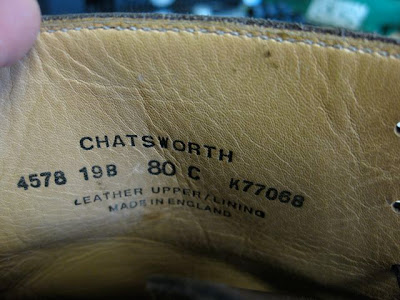 CHATSWORTH
4578 19B 80 C K77068
LEATHER UPPER/LINING
MADE IN ENGLAND